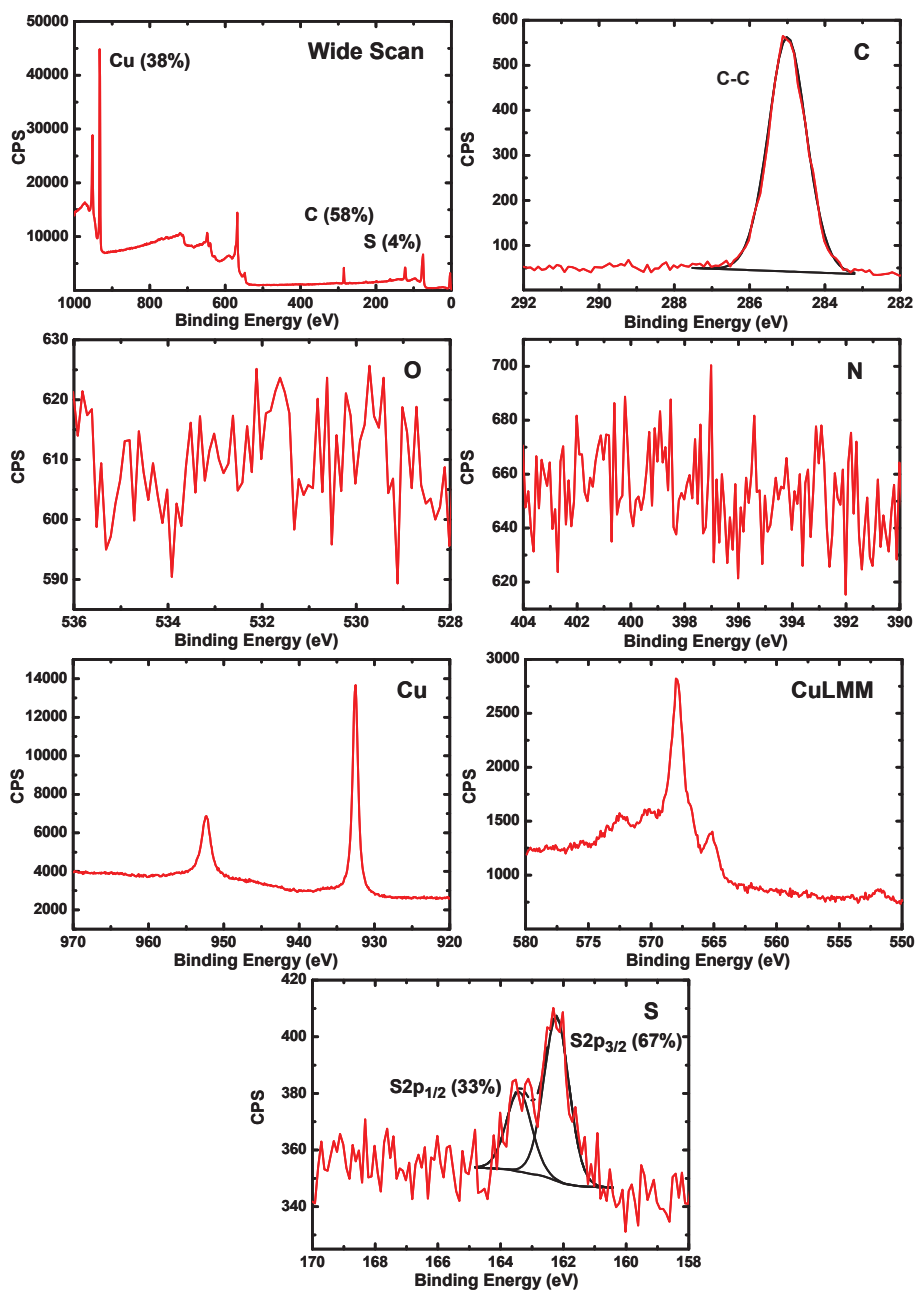 Wide Scan
Cu (38%)
C (58%)
S (4%)
CPS
50000
40000
30000
20000
10000
0
1000 800 600 400 200 0
Binding Energy (eV)
C
C-C
CPS
600
500
400
300
200
100
0
292 290 288 286 284 282
Binding Energy (eV)
O
CPS
630
625
620
615
610
605
600
595
590
585
536 534 532 530 528
Binding Energy (eV)
N
CPS
700
680
660
640
620
404 402 400 398 396 394 392 390
Binding Energy (eV)
Cu
CPS
14000
12000
10000
8000
6000
4000
2000
970 960 950 940 930 920
Binding Energy (eV)
CuLMM
CPS
3000
2500
2000
1500
1000
580 575 570 565 560 555 550
Binding Energy (eV)
S
S2p3/2 (67%)
S2p1/2 (33%)
CPS
420
400
380
360
340
170 168 166 164 162 160 158
Binding Energy (eV)